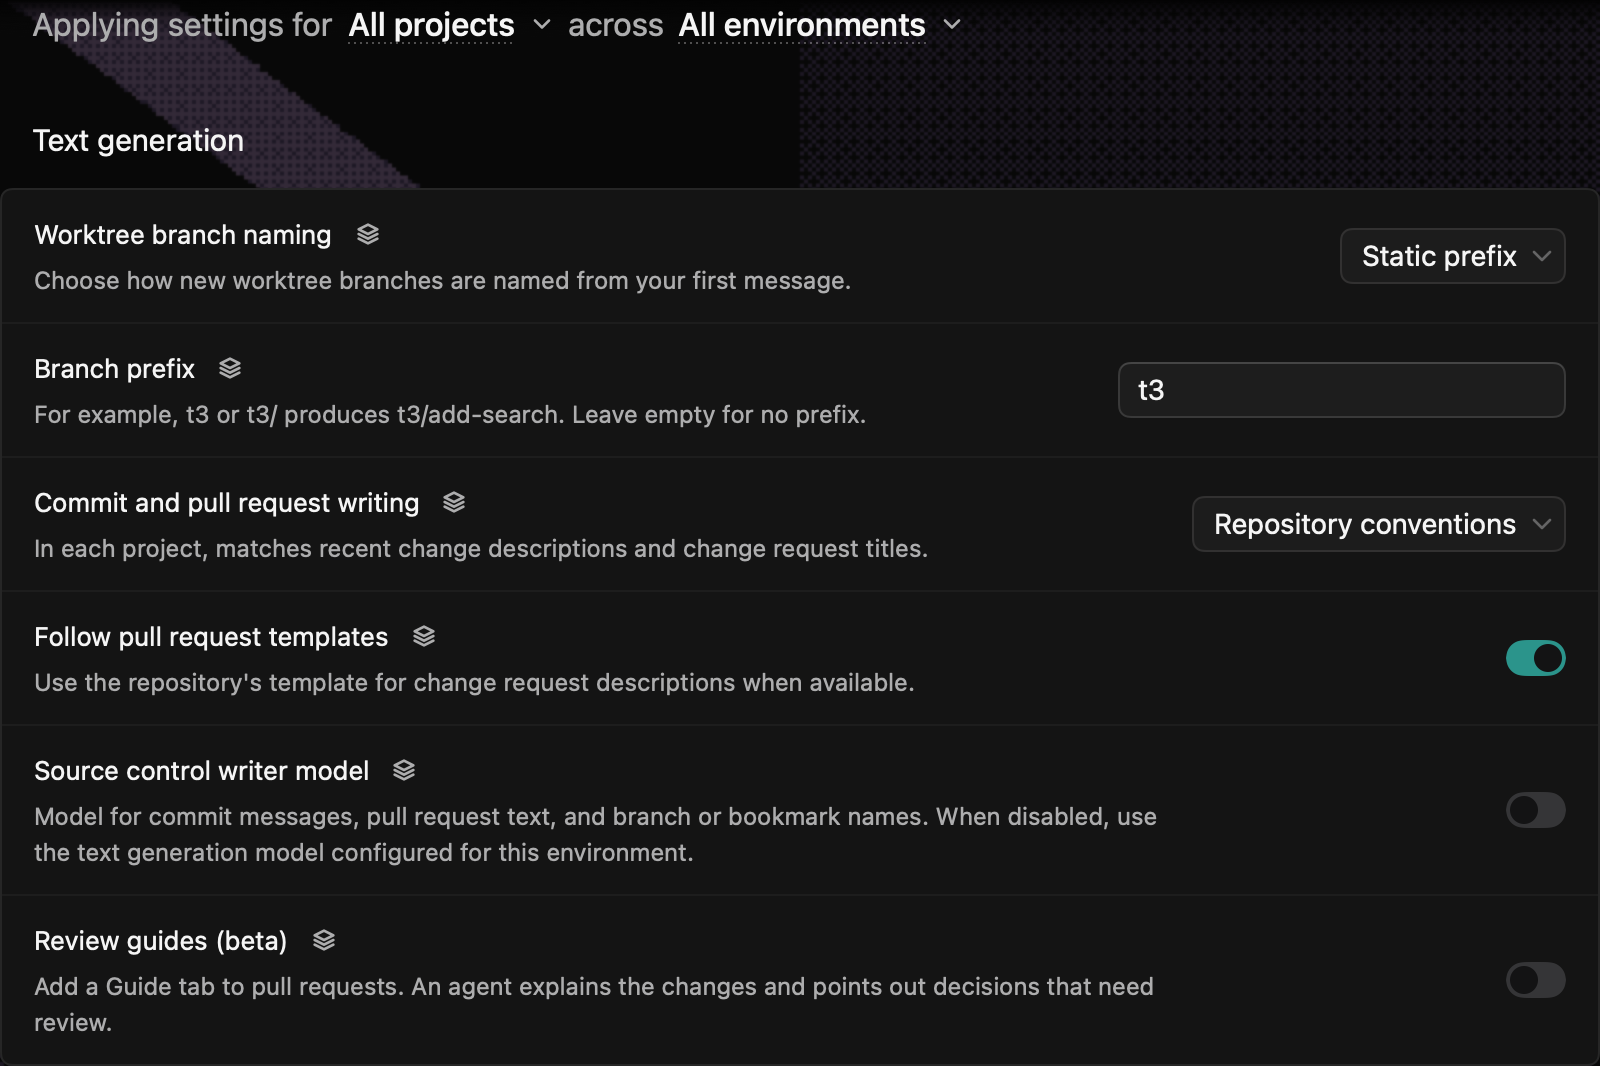 Applying settings for All projects across All environments
Text generation
Worktree branch naming
Static prefix
Choose how new worktree branches are named from your first message.
Branch prefix
t3
For example, t3 or t3/ produces t3/add-search. Leave empty for no prefix.
Commit and pull request writing
Repository conventions
In each project, matches recent change descriptions and change request titles.
Follow pull request templates
Use the repository's template for change request descriptions when available.
Source control writer model
Model for commit messages, pull request text, and branch or bookmark names. When disabled, use
the text generation model configured for this environment.
Review guides (beta)
Add a Guide tab to pull requests. An agent explains the changes and points out decisions that need
review.